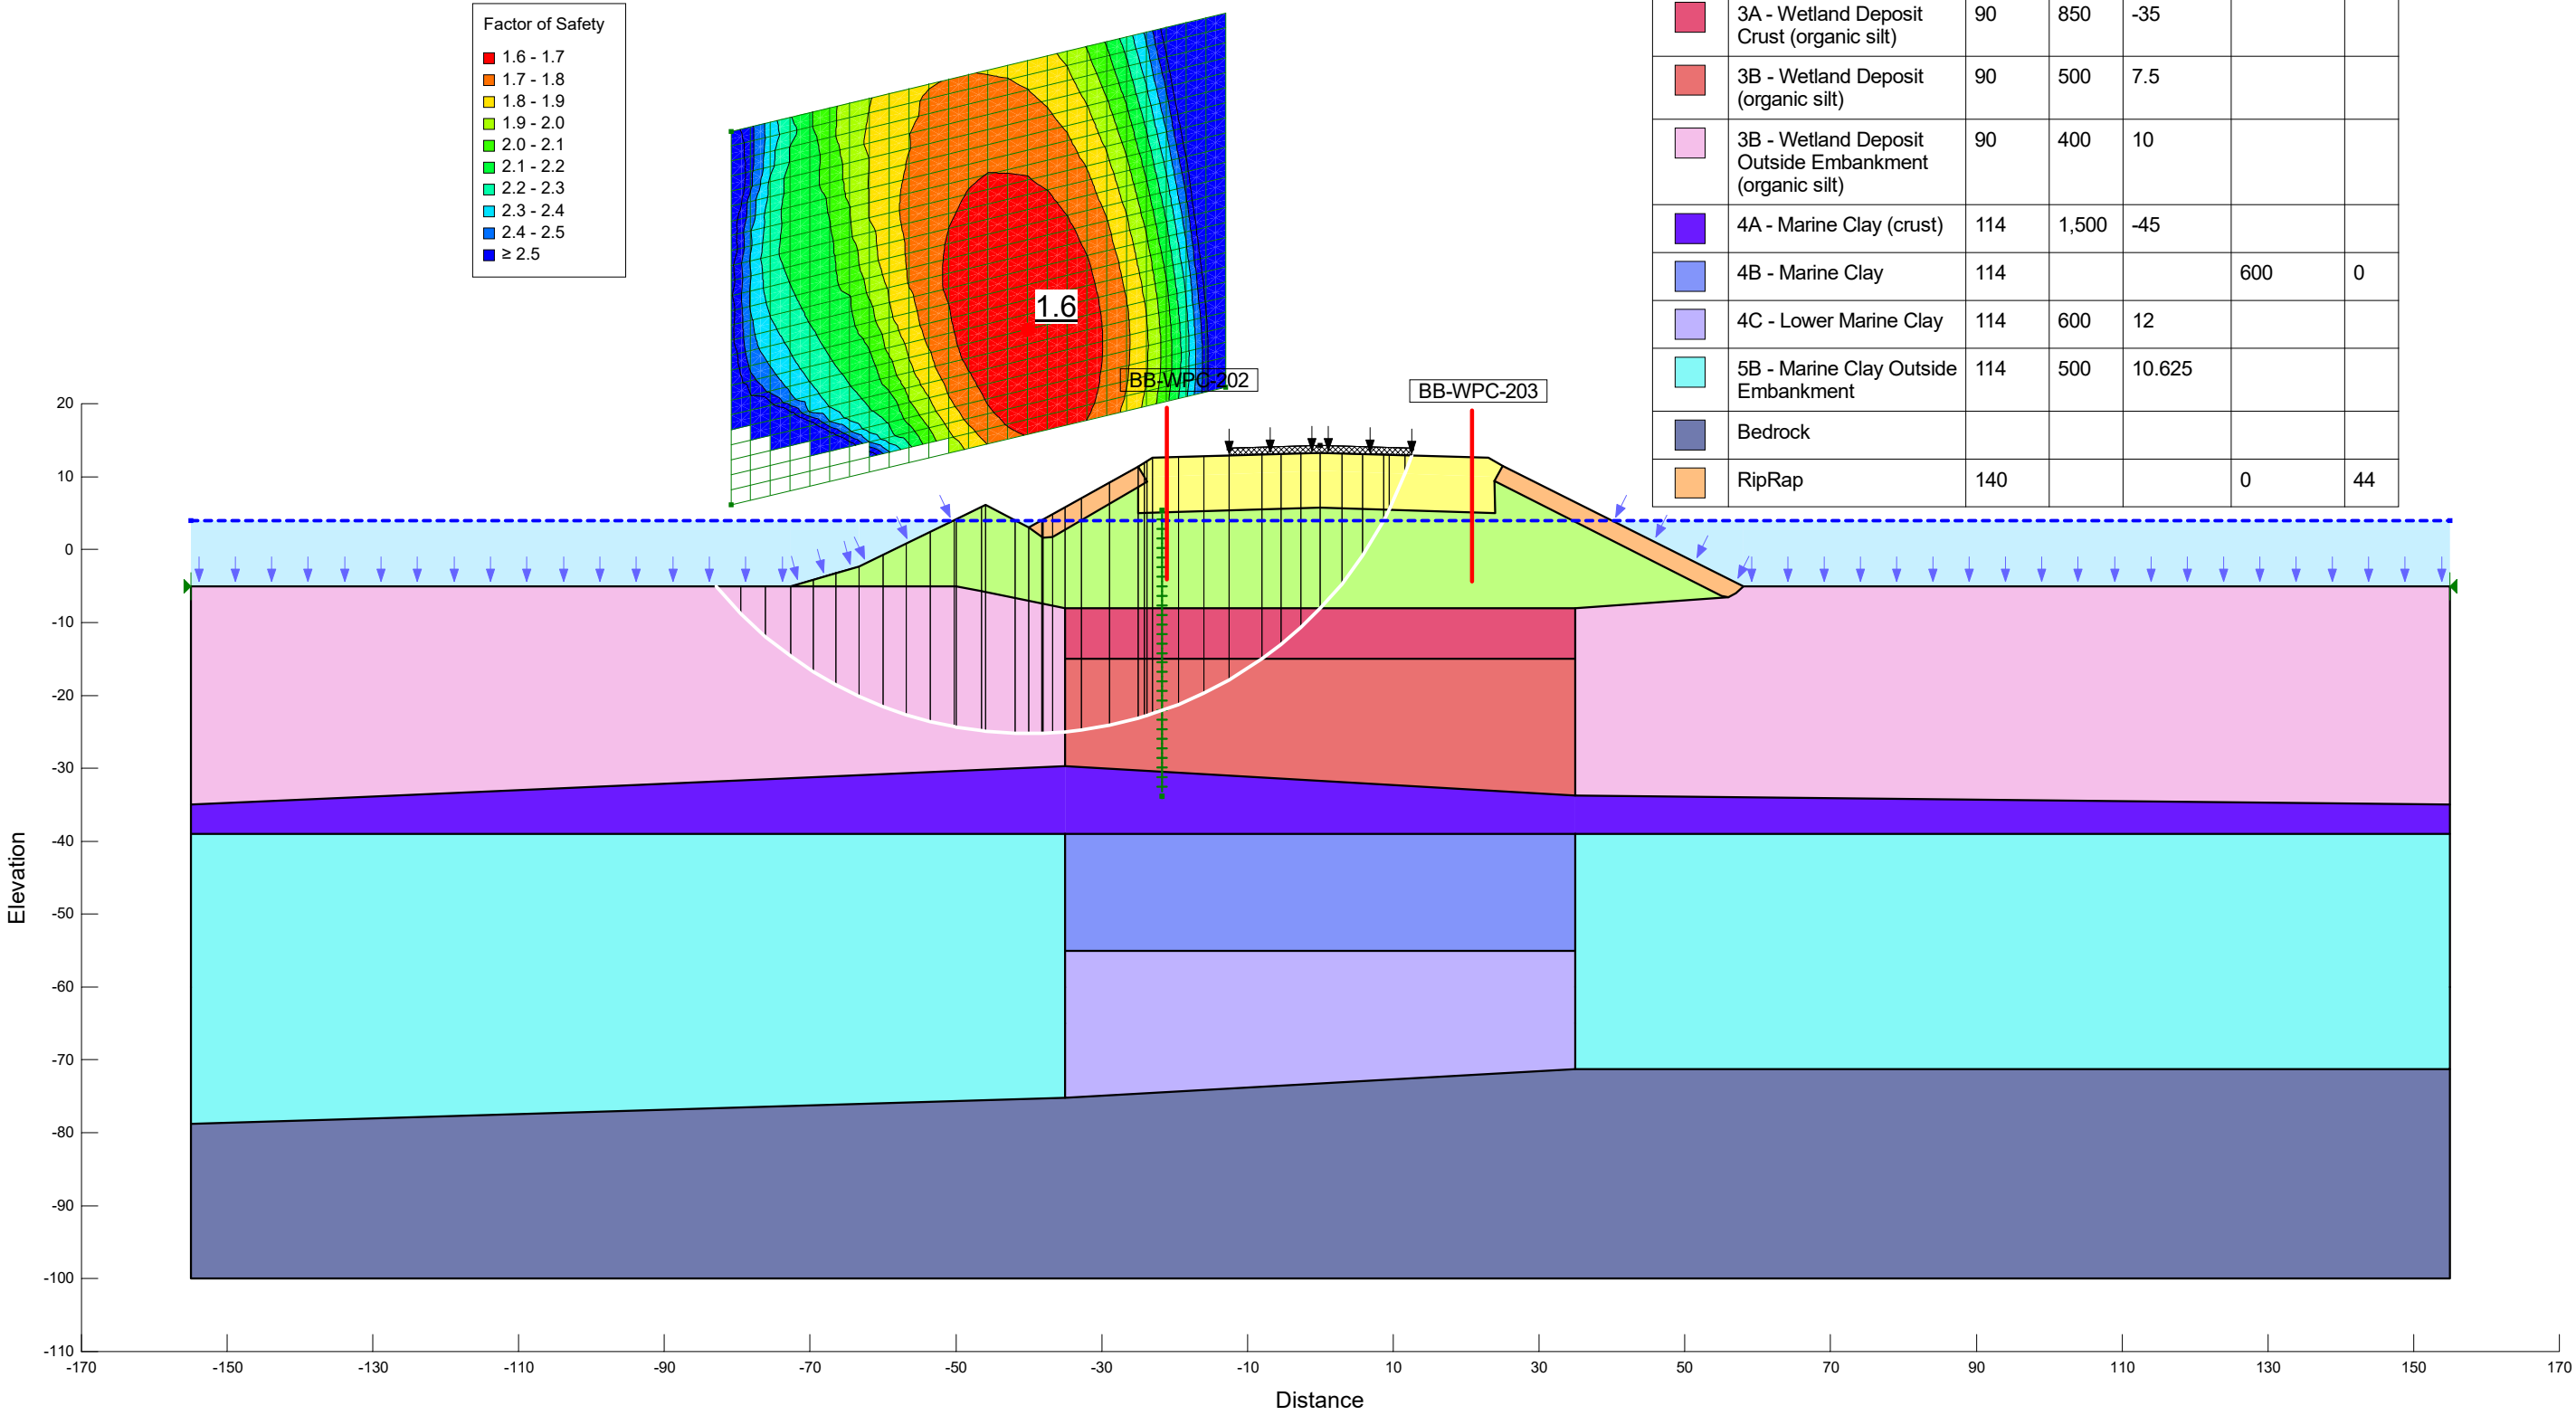 Factor of Safety
1.6 - 1.7
1.7 - 1.8
1.8 - 1.9
1.9 - 2.0
2.0 - 2.1
2.1 - 2.2
2.2 - 2.3
2.3 - 2.4
2.4 - 2.5
≥ 2.5
1.6
BB-WPC-202
BB-WPC-203
3A - Wetland Deposit 90 850 -35
Crust (organic silt)
3B - Wetland Deposit 90 500 7.5
(organic silt)
3B - Wetland Deposit 90 400 10
Outside Embankment
(organic silt)
4A - Marine Clay (crust) 114 1,500 -45
4B - Marine Clay 114 600 0
4C - Lower Marine Clay 114 600 12
5B - Marine Clay Outside 114 500 10.625
Embankment
Bedrock
RipRap 140 0 44
20
10
0
-10
-20
-30
-40
-50
-60
-70
-80
-90
-100
-110
Elevation
-170 -150 -130 -110 -90 -70 -50 -30 -10 10 30 50 70 90 110 130 150 170
Distance